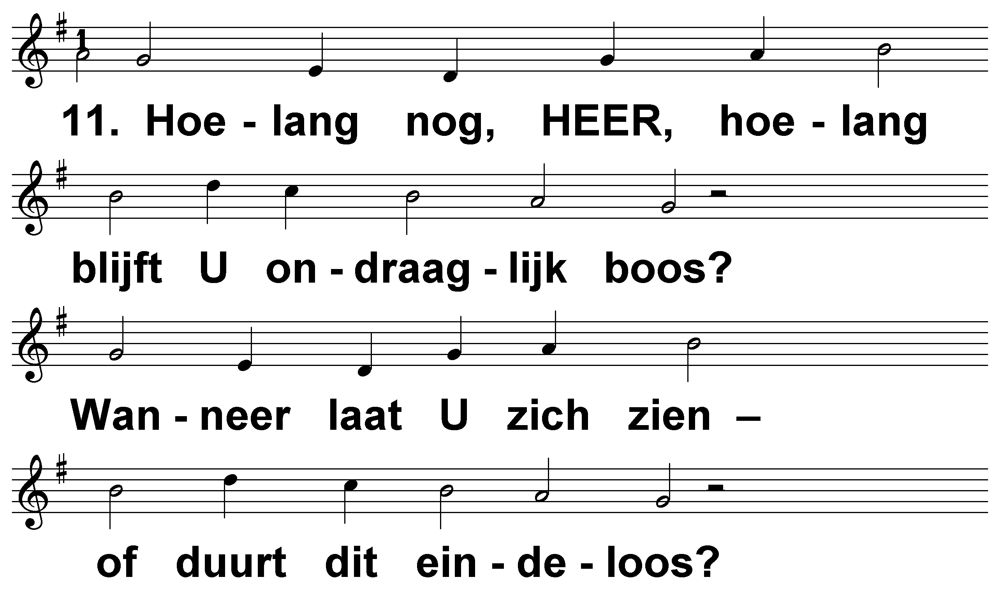 1
11. Hoe - lang nog, HEER, hoe - lang
blijft U on - draag - lijk boos?
Wan - neer laat U zich zien –
of duurt dit ein - de - loos?